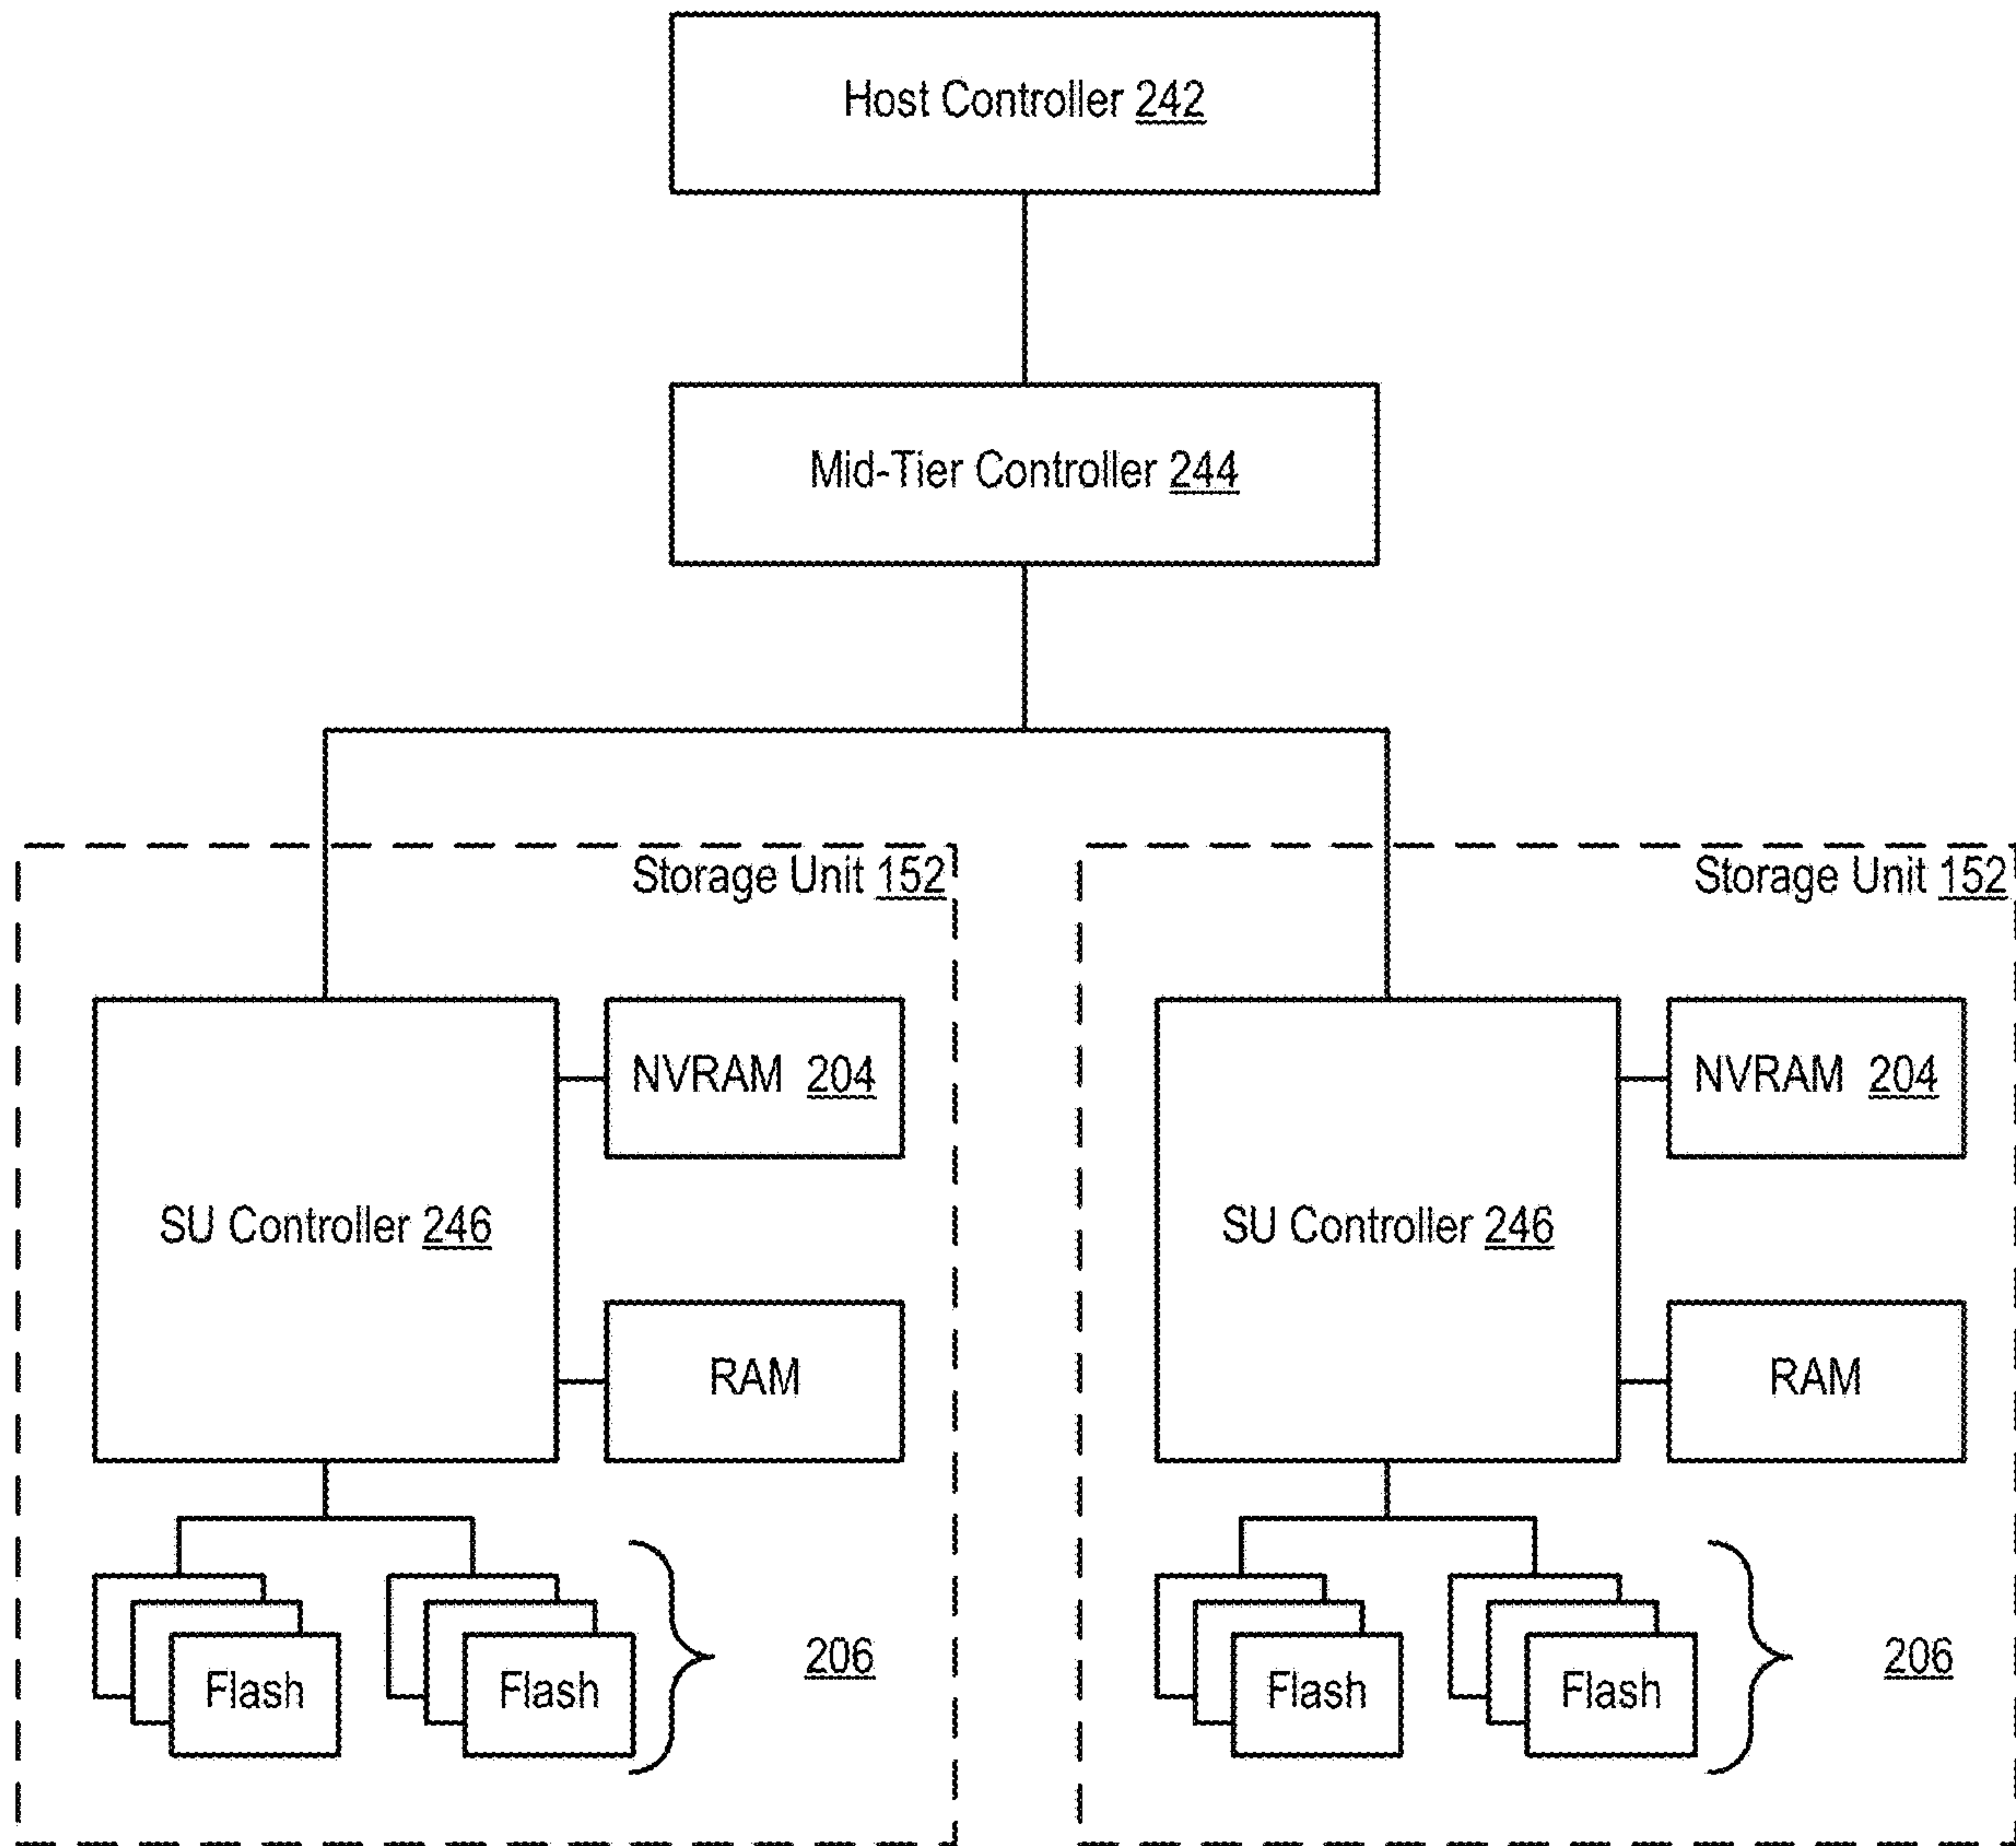 Host Controller 242
Mid-Tier Controller 244
Storage Unit 152
NVRAM 204
SU Controller 246
RAM
Flash
Flash
206
Storage Unit 152
NVRAM 204
SU Controller 246
RAM
Flash
Flash
206